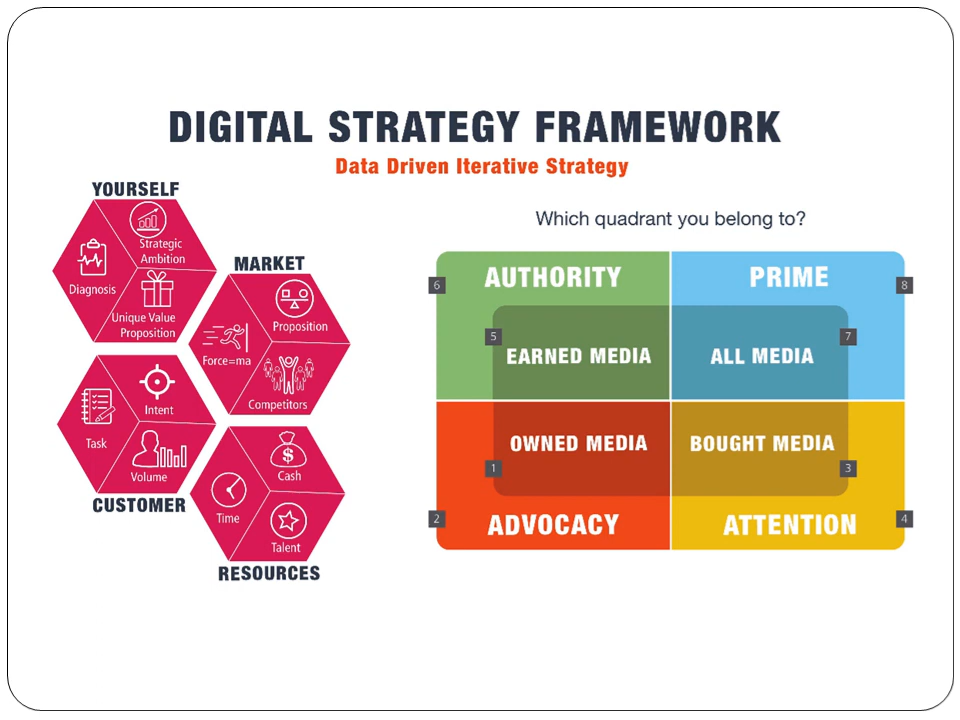 DIGITAL STRATEGY FRAMEWORK
Data Driven Iterative Strategy
YOURSELF
Strategic
Ambition
Diagnosis
Unique Value
Proposition
MARKET
Proposition
Force=ma
Competitors
Intent
Task
Volume
CUSTOMER
$
Cash
Time
Talent
RESOURCES
Which quadrant you belong to?
AUTHORITY
PRIME
6
8
5
7
EARNED MEDIA
ALL MEDIA
OWNED MEDIA
BOUGHT MEDIA
1
3
2
4
ADVOCACY
ATTENTION